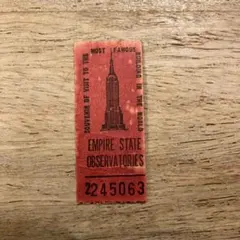 SOUVENIR OF VISIT TO THE
MOST FAMOUS
BUILDING IN THE WORLD
EMPIRE STATE
OBSERVATORIES
2245063